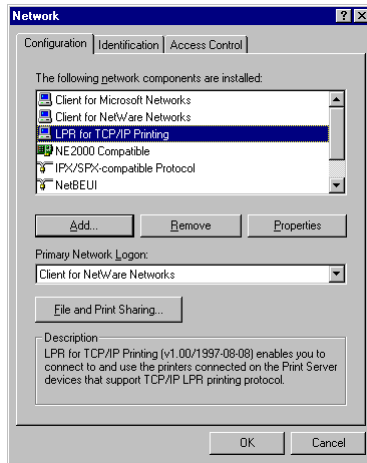 Network
Configuration Identification Access Control
The following network components are installed:
Client for Microsoft Networks
Client for NetWare Networks
LPR for TCP/IP Printing
NE2000 Compatible
IPX/SPX-compatible Protocol
NetBEUI
Add... Remove Properties
Primary Network Logon:
Client for NetWare Networks
File and Print Sharing...
Description
LPR for TCP/IP Printing (v1.00/1997-08-08) enables you to
connect to and use the printers connected on the Print Server
devices that support TCP/IP LPR printing protocol.
OK Cancel